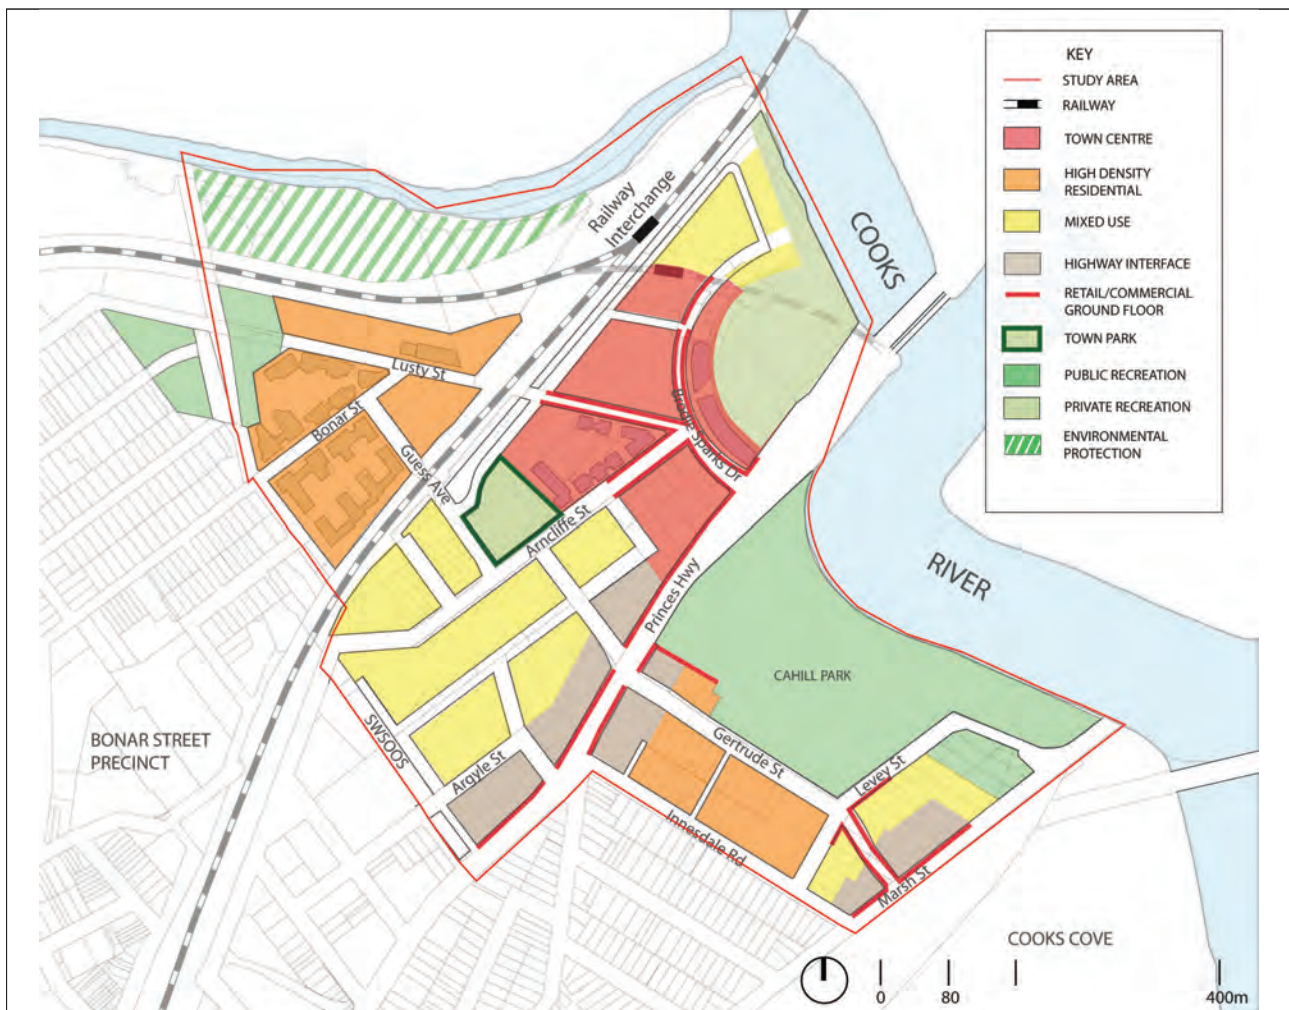 KEY
STUDY AREA
RAILWAY
TOWN CENTRE
HIGH DENSITY
RESIDENTIAL
MIXED USE
HIGHWAY INTERFACE
RETAIL/COMMERCIAL
GROUND FLOOR
TOWN PARK
PUBLIC RECREATION
PRIVATE RECREATION
ENVIRONMENTAL
PROTECTION
Railway
Interchange
COOKS
RIVER
Lusty St
Bonar St
Guess Ave
Brodie Sparks Dr
Arncliffe St
Princes Hwy
CAHILL PARK
BONAR STREET
PRECINCT
SWSOOS
Argyle St
Gertrude St
Levey St
Innesdale Rd
Marsh St
COOKS COVE
0
80
400m